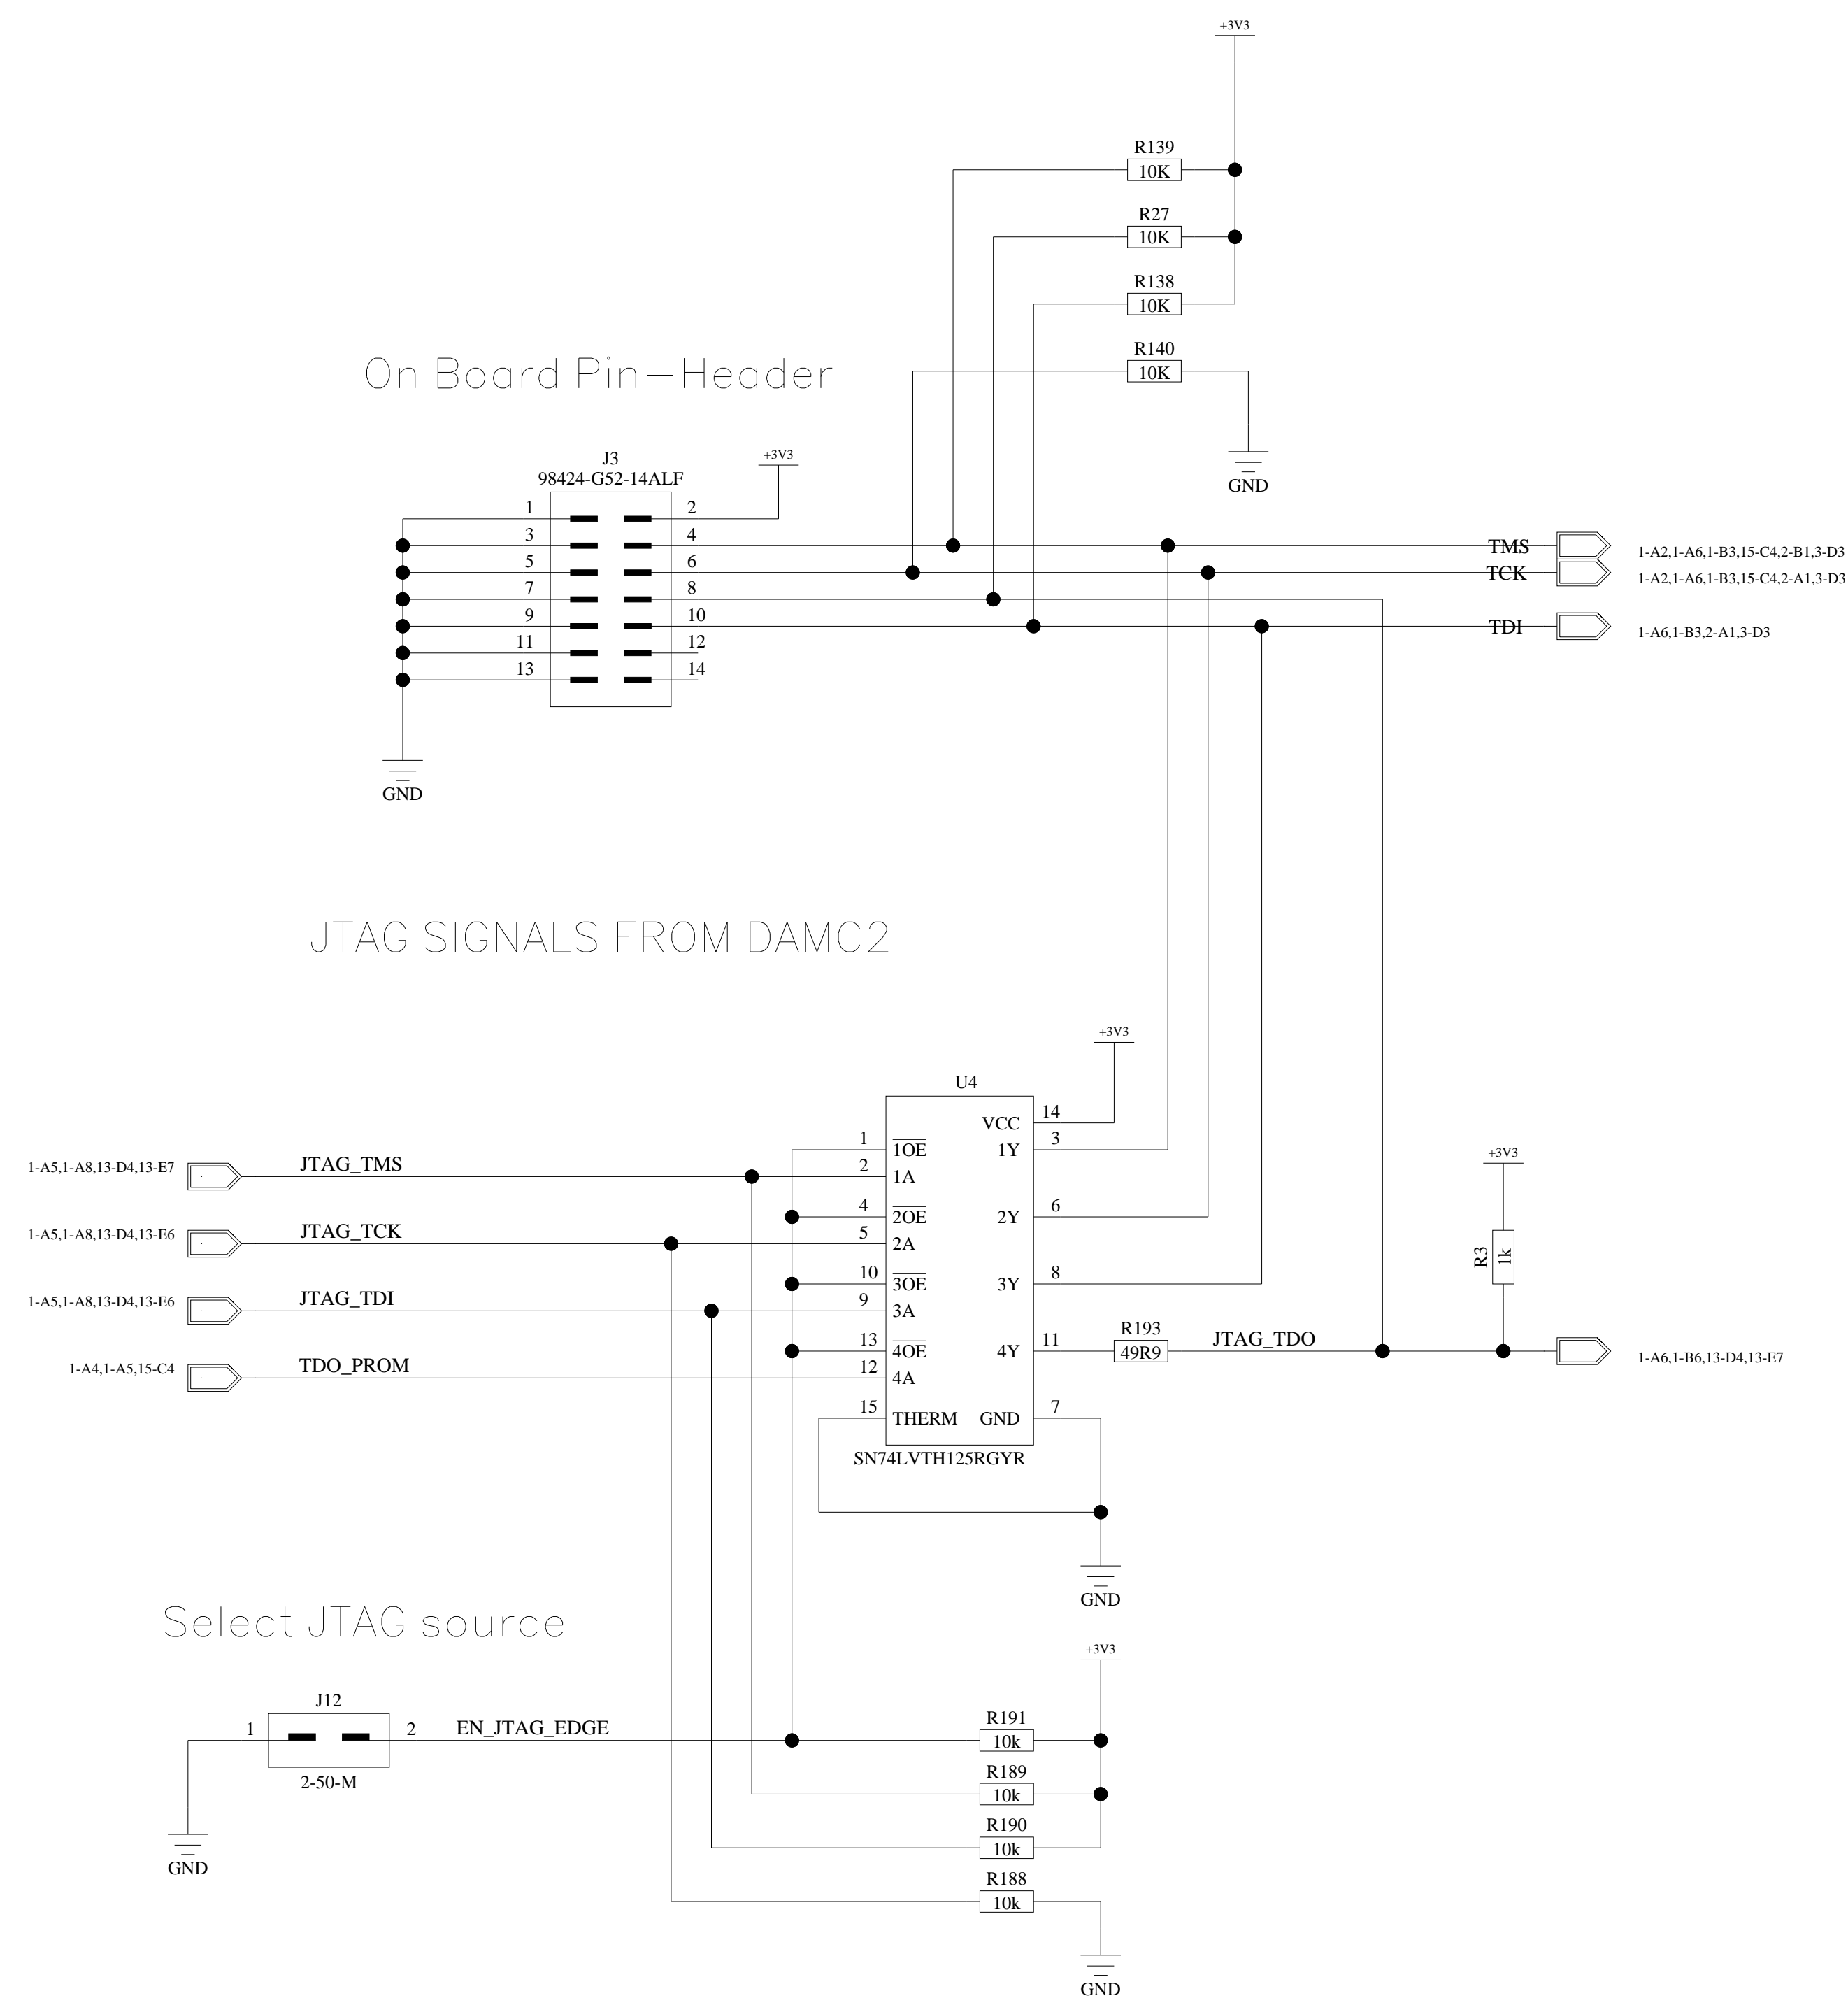 +3V3
R139
10K
R27
10K
R138
10K
R140
10K
GND
On Board Pin-Header
J3
98424-G52-14ALF
+3V3
1 2
3 4
5 6
7 8
9 10
11 12
13 14
GND
TMS 1-A2,1-A6,1-B3,15-C4,2-B1,3-D3
TCK 1-A2,1-A6,1-B3,15-C4,2-A1,3-D3
TDI 1-A6,1-B3,2-A1,3-D3
JTAG SIGNALS FROM DAMC2
+3V3
U4
VCC 14
1 1OE 1Y 3
1-A5,1-A8,13-D4,13-E7 JTAG_TMS 2 1A
4 2OE 2Y 6
1-A5,1-A8,13-D4,13-E6 JTAG_TCK 5 2A
10 3OE 3Y 8
1-A5,1-A8,13-D4,13-E6 JTAG_TDI 9 3A
13 4OE 4Y 11
1-A4,1-A5,15-C4 TDO_PROM 12 4A
15 THERM GND 7
SN74LVTH125RGYR
+3V3
R3
1k
R193
49R9
JTAG_TDO
1-A6,1-B6,13-D4,13-E7
GND
Select JTAG source
+3V3
J12
1 2
2-50-M
EN_JTAG_EDGE
GND
R191
10k
R189
10k
R190
10k
R188
10k
GND